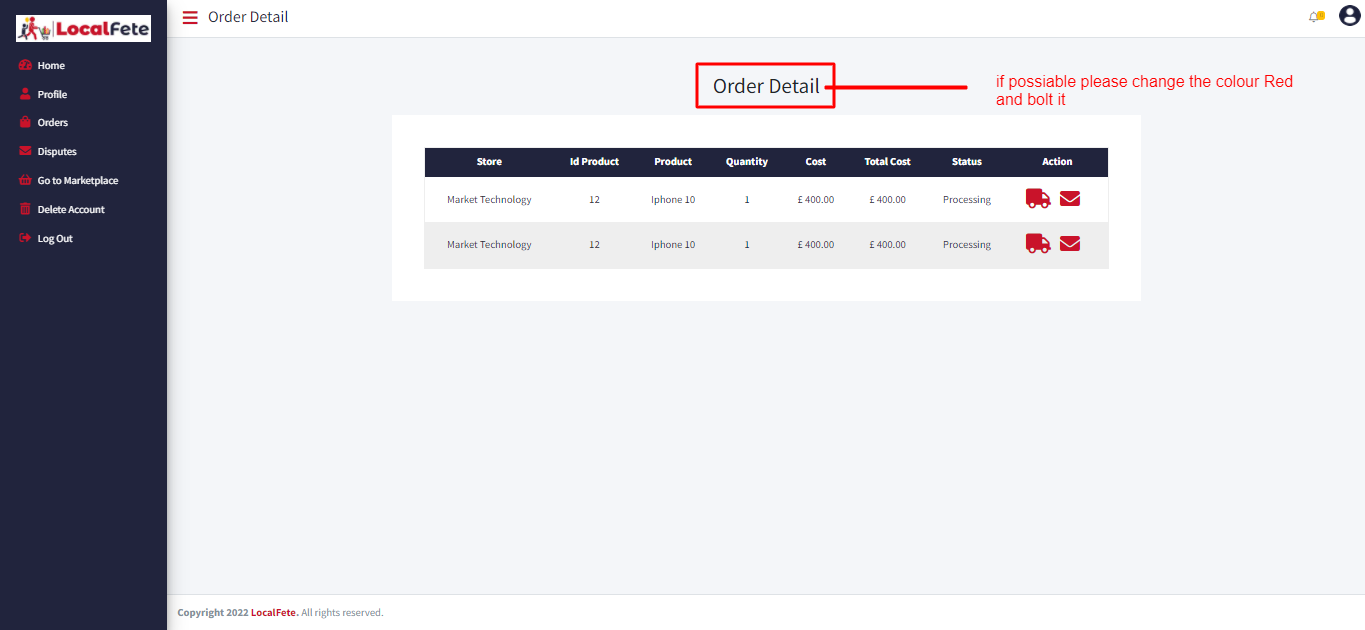 LocalFete
Order Detail
Home
Profile
Orders
Disputes
Go to Marketplace
Delete Account
Log Out
Order Detail
if possiable please change the colour Red
and bolt it
Store Id Product Product Quantity Cost Total Cost Status Action
Market Technology 12 Iphone 10 1 £ 400.00 £ 400.00 Processing
Market Technology 12 Iphone 10 1 £ 400.00 £ 400.00 Processing
Copyright 2022 LocalFete. All rights reserved.